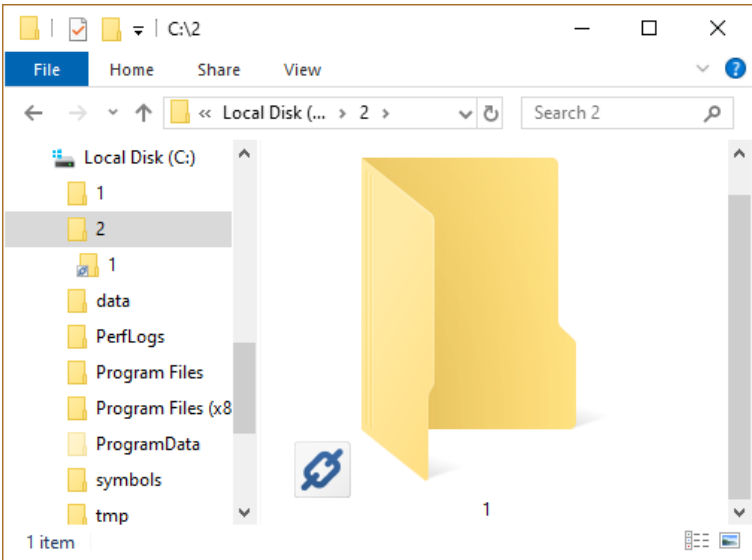 C:\2
File Home Share View
« Local Disk (... › 2 ›
Search 2
Local Disk (C:)
1
2
1
data
PerfLogs
Program Files
Program Files (x8
ProgramData
symbols
tmp
1
1 item